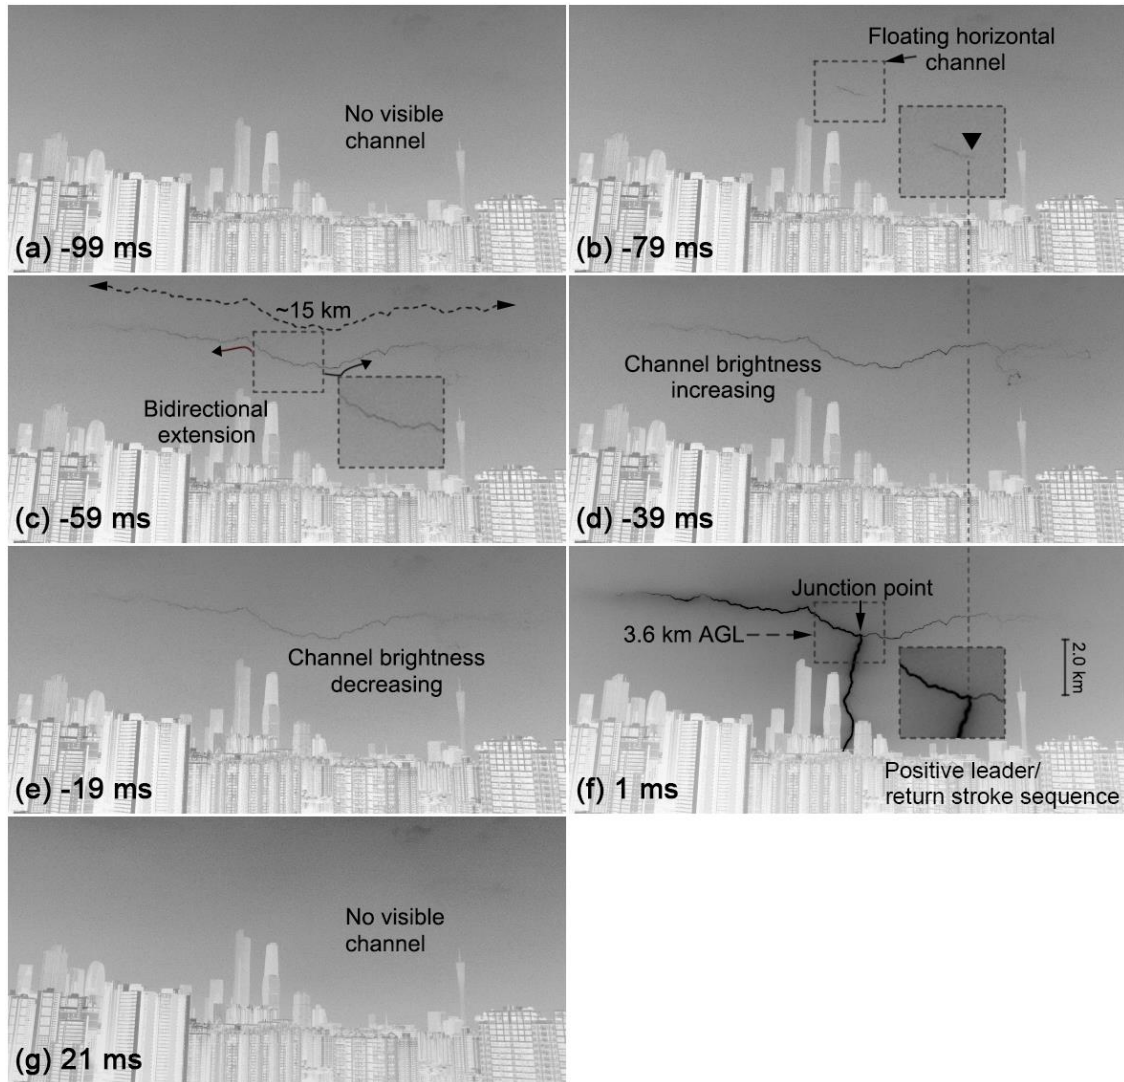 No visible
channel
(a) -99 ms
Floating horizontal
channel
(b) -79 ms
~15 km
Bidirectional
extension
(c) -59 ms
Channel brightness
increasing
(d) -39 ms
Channel brightness
decreasing
(e) -19 ms
Junction point
3.6 km AGL
2.0 km
Positive leader/
return stroke sequence
(f) 1 ms
No visible
channel
(g) 21 ms